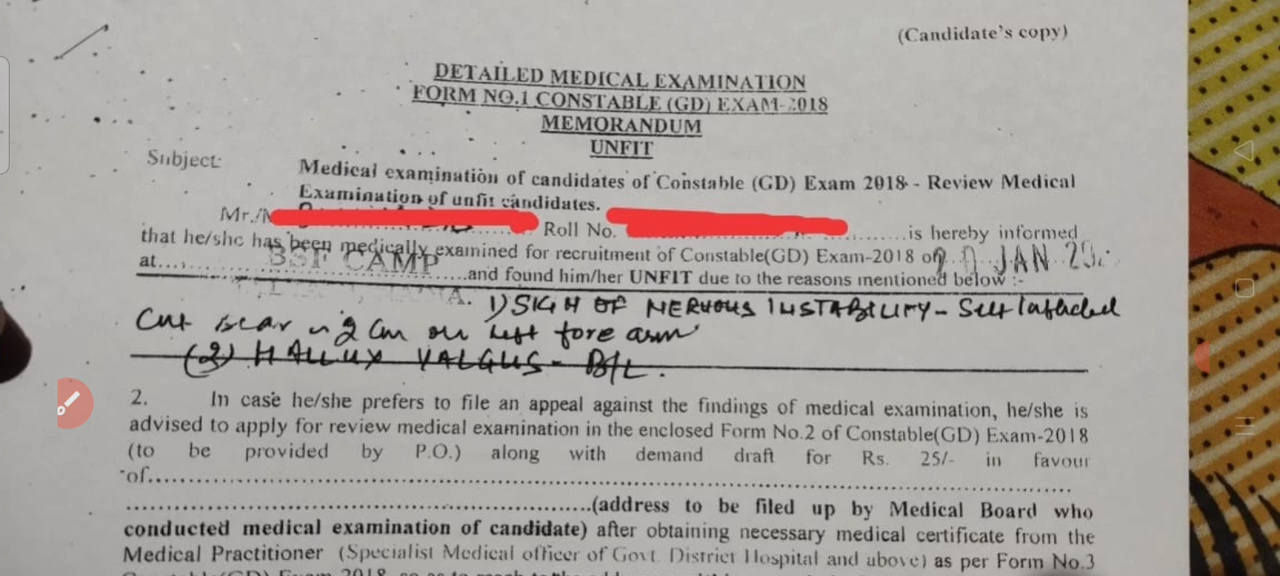 (Candidate's copy)
DETAILED MEDICAL EXAMINATION
FORM NO.1 CONSTABLE (GD) EXAM-2018
MEMORANDUM
UNFIT
Subject: Medical examination of candidates of Constable (GD) Exam 2018 - Review Medical
Examination of unfit candidates.
Mr./M Roll No. is hereby informed
that he/she has been medically examined for recruitment of Constable(GD) Exam-2018 on 20 JAN
at.... BSF CAMP ......and found him/her UNFIT due to the reasons mentioned below :-
1) SIGN OF NERVOUS INSTABILITY - Self Inflicted
Cut scar 2 cm on left fore arm
(2) HALLUX VALGUS - B/L.
2. In case he/she prefers to file an appeal against the findings of medical examination, he/she is
advised to apply for review medical examination in the enclosed Form No.2 of Constable(GD) Exam-2018
(to be provided by P.O.) along with demand draft for Rs. 25/- in favour
of..........
..........(address to be filed up by Medical Board who
conducted medical examination of candidate) after obtaining necessary medical certificate from the
Medical Practitioner (Specialist Medical officer of Govt. District Hospital and above) as per Form No.3